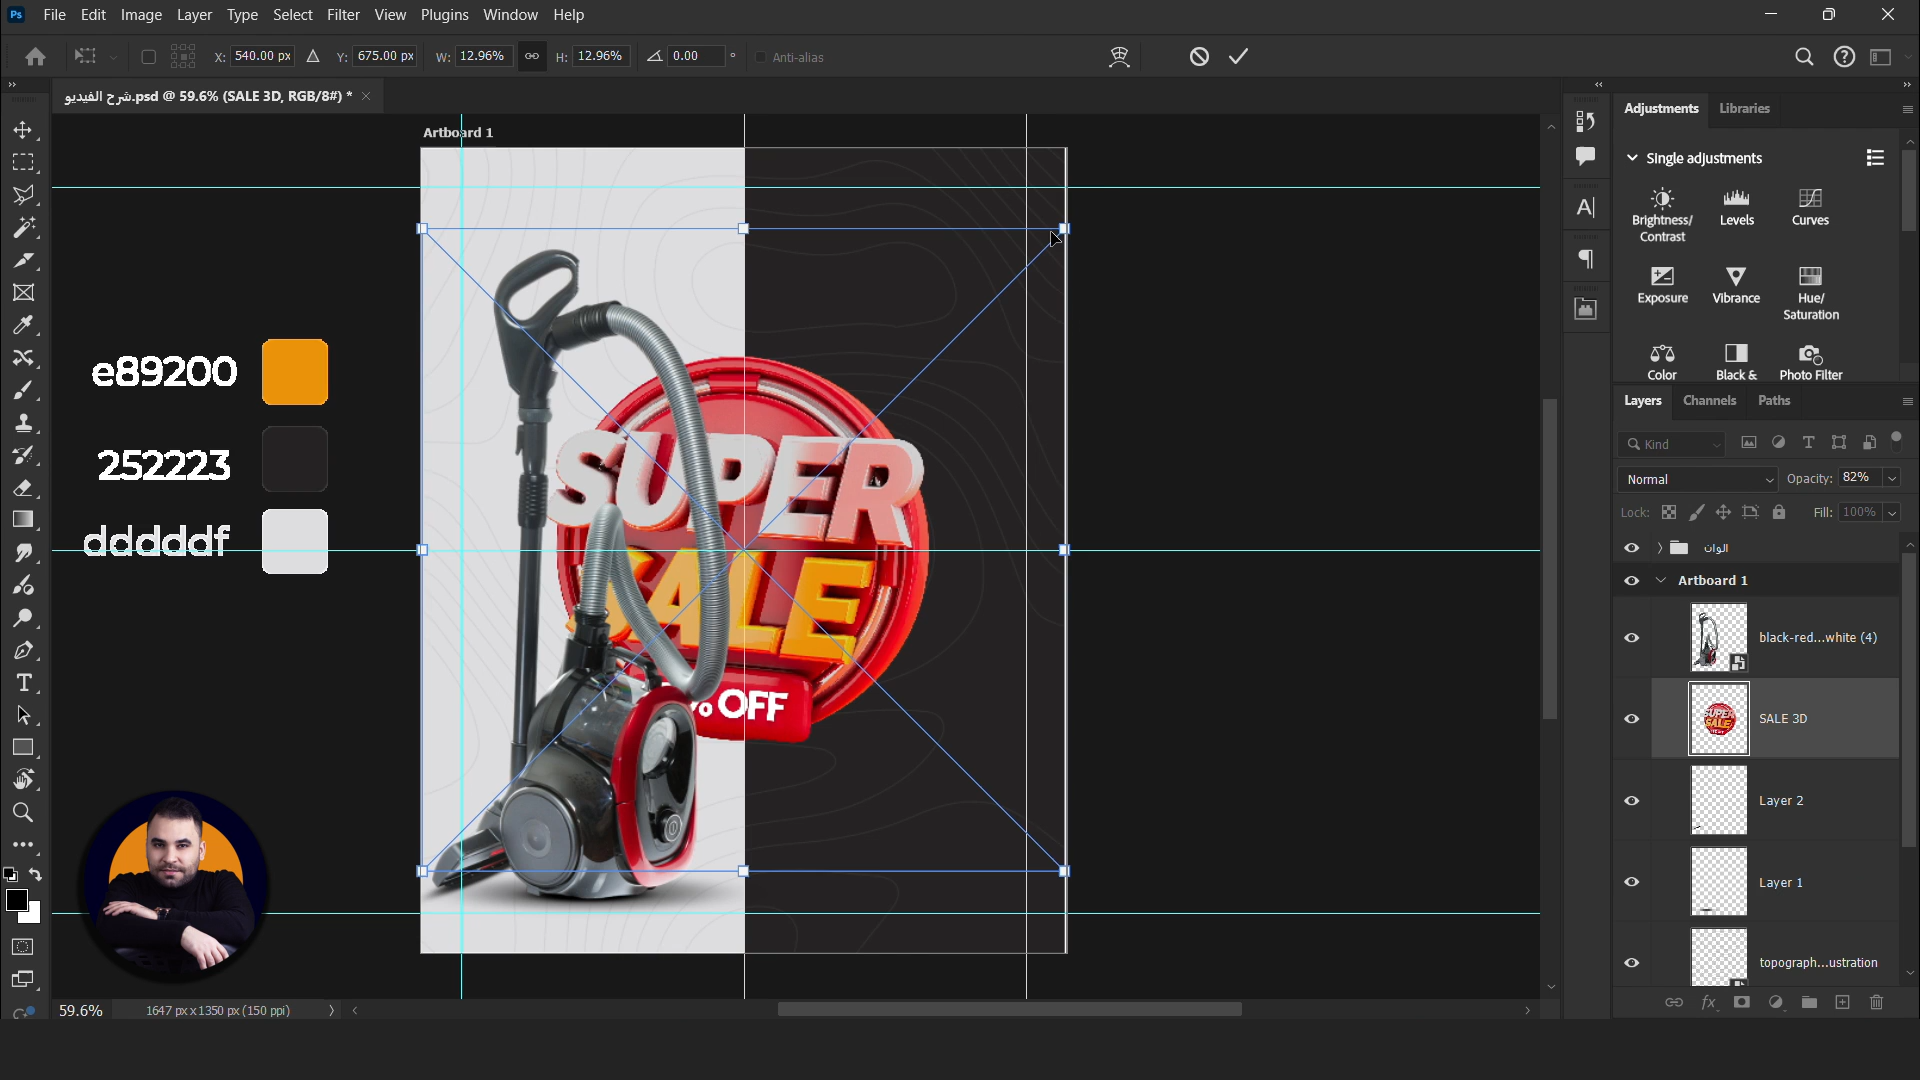 Ps File Edit Image Layer Type Select Filter View Plugins Window Help
X: 540.00 px Y: 675.00 px W: 12.96% H: 12.96% 0.00 ° Anti-alias
شرح الفيديو.psd @ 59.6% (SALE 3D, RGB/8#) *
Artboard 1
e89200
252223
dddddf
SUPER
SALE
% OFF
59.6% 1647 px x 1350 px (150 ppi)
Adjustments Libraries
Single adjustments
Brightness/
Contrast
Levels
Curves
Exposure
Vibrance
Hue/
Saturation
Color
Black &
Photo Filter
Layers Channels Paths
Kind
Normal Opacity: 82%
Lock: Fill: 100%
الوان
Artboard 1
black-red...white (4)
SALE 3D
Layer 2
Layer 1
topograph...ustration